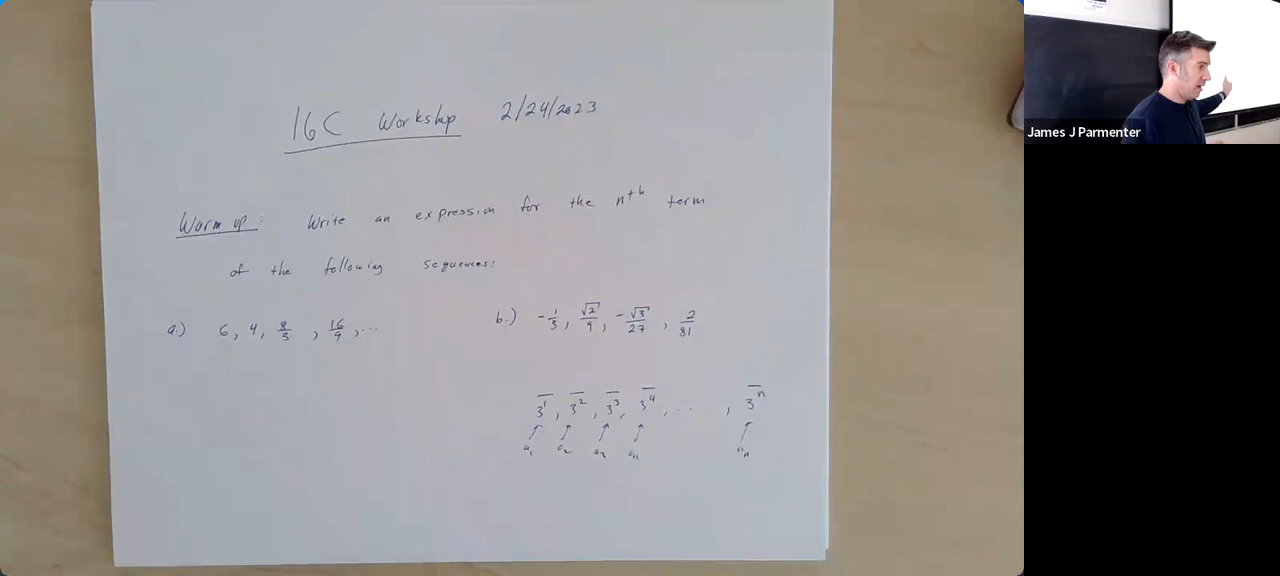 16C Workshop 2/24/2023
Warm up: Write an expression for the nth term
of the following sequences:
a.) 6, 4, 8/3, 16/9, ...
b.) -1/3, √2/9, -√3/27, 2/81
3^1, 3^2, 3^3, 3^4, ....., 3^n
a1 a2 a3 a4 an
James J Parmenter